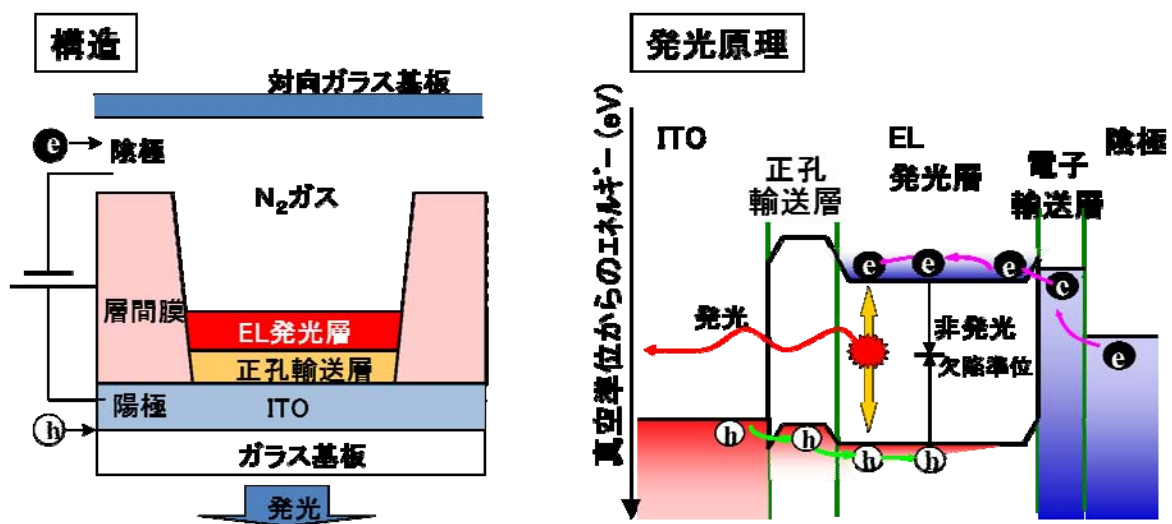 構造
対向ガラス基板
e
陰極
N₂ガス
層間膜
EL発光層
正孔輸送層
陽極
ITO
h
ガラス基板
発光
発光原理
真空準位からのエネルギー(eV)
ITO
正孔
輸送層
EL
発光層
電子
輸送層
陰極
e
e
e
e
e
発光
非発光
欠陥準位
h
h
h
h